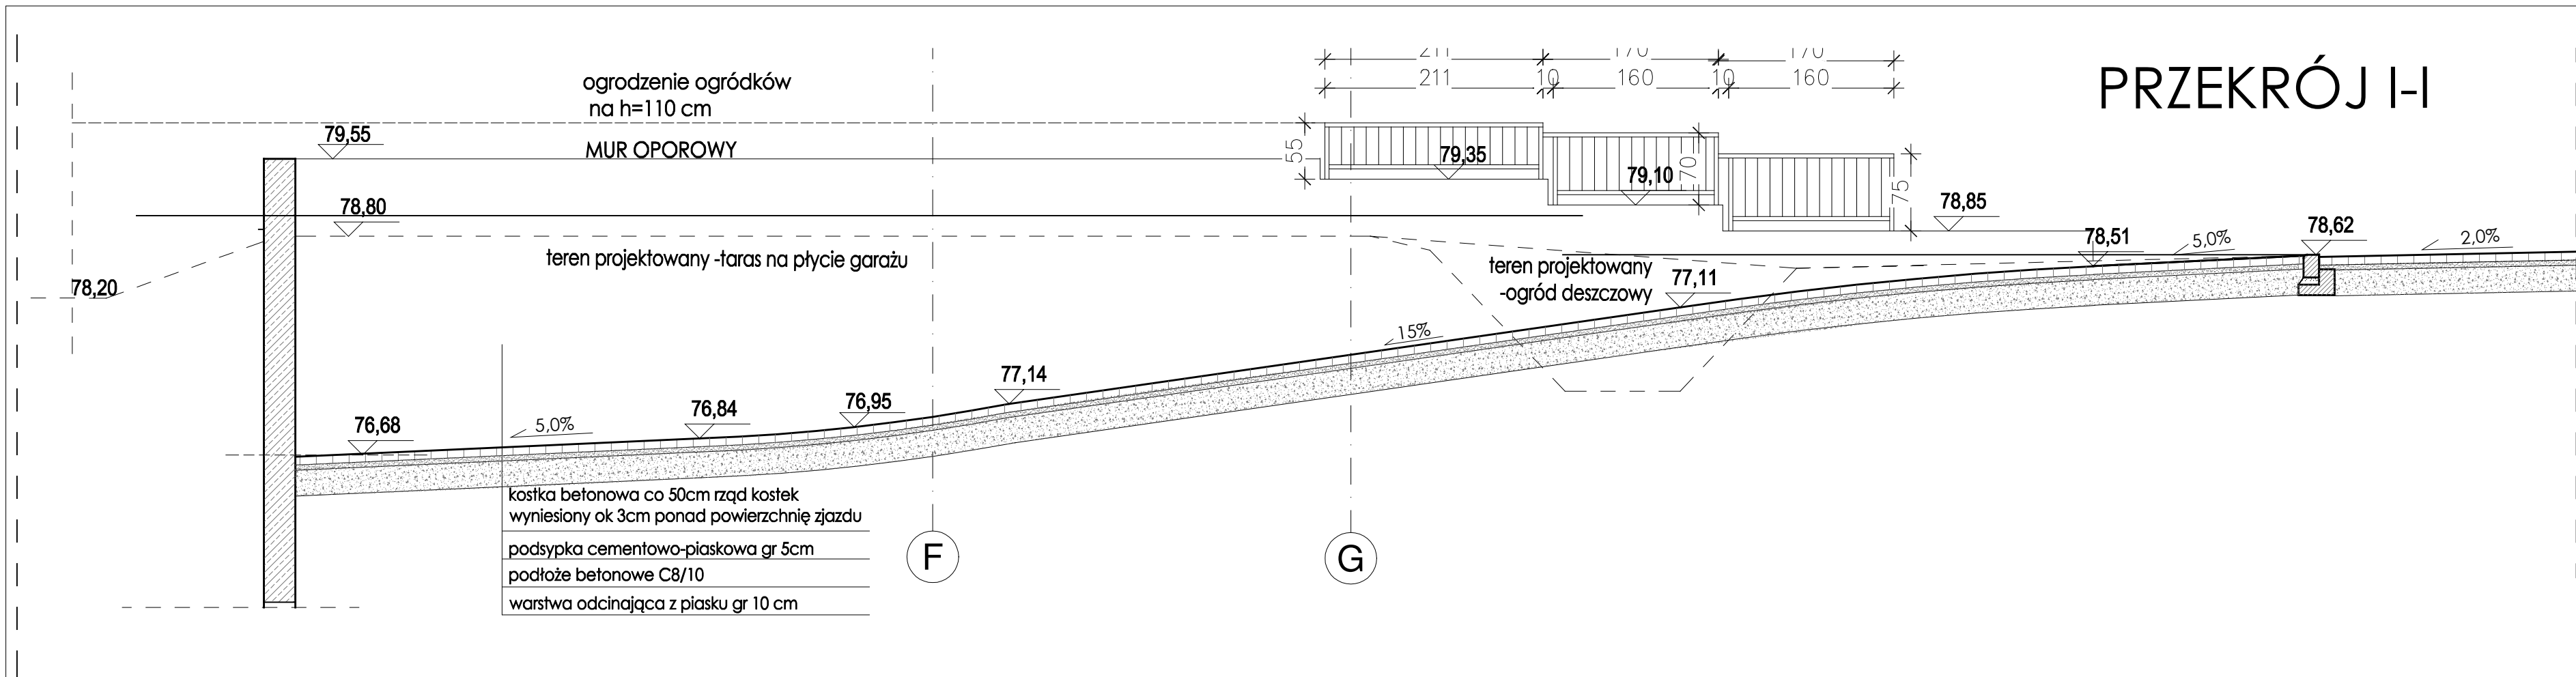 211 170 170
211 10 160 10 160
PRZEKRÓJ I-I
ogrodzenie ogródków
na h=110 cm
79,55
MUR OPOROWY
55
79,35
79,10
70
75
78,80
78,85
78,51
5,0%
78,62
2,0%
teren projektowany -taras na płycie garażu
teren projektowany
-ogród deszczowy
77,11
78,20
15%
77,14
76,95
76,84
76,68
5,0%
kostka betonowa co 50cm rząd kostek
wyniesiony ok 3cm ponad powierzchnię zjazdu
podsypka cementowo-piaskowa gr 5cm
podłoże betonowe C8/10
warstwa odcinająca z piasku gr 10 cm
F
G